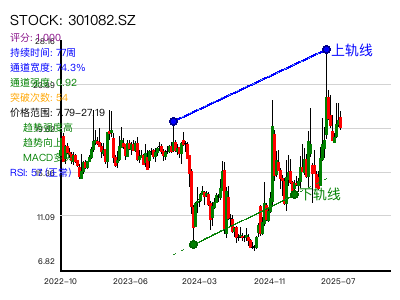 STOCK: 301082.SZ
评分: 1.000
持续时间: 77周
通道宽度: 74.3%
通道强度: 0.92
突破次数: 54
价格范围: 7.79-27.19
趋势强度高
趋势向上
MACD
上轨线
下轨线
11.09
6.82
2022-10
2023-06
2024-03
2024-11
2025-07